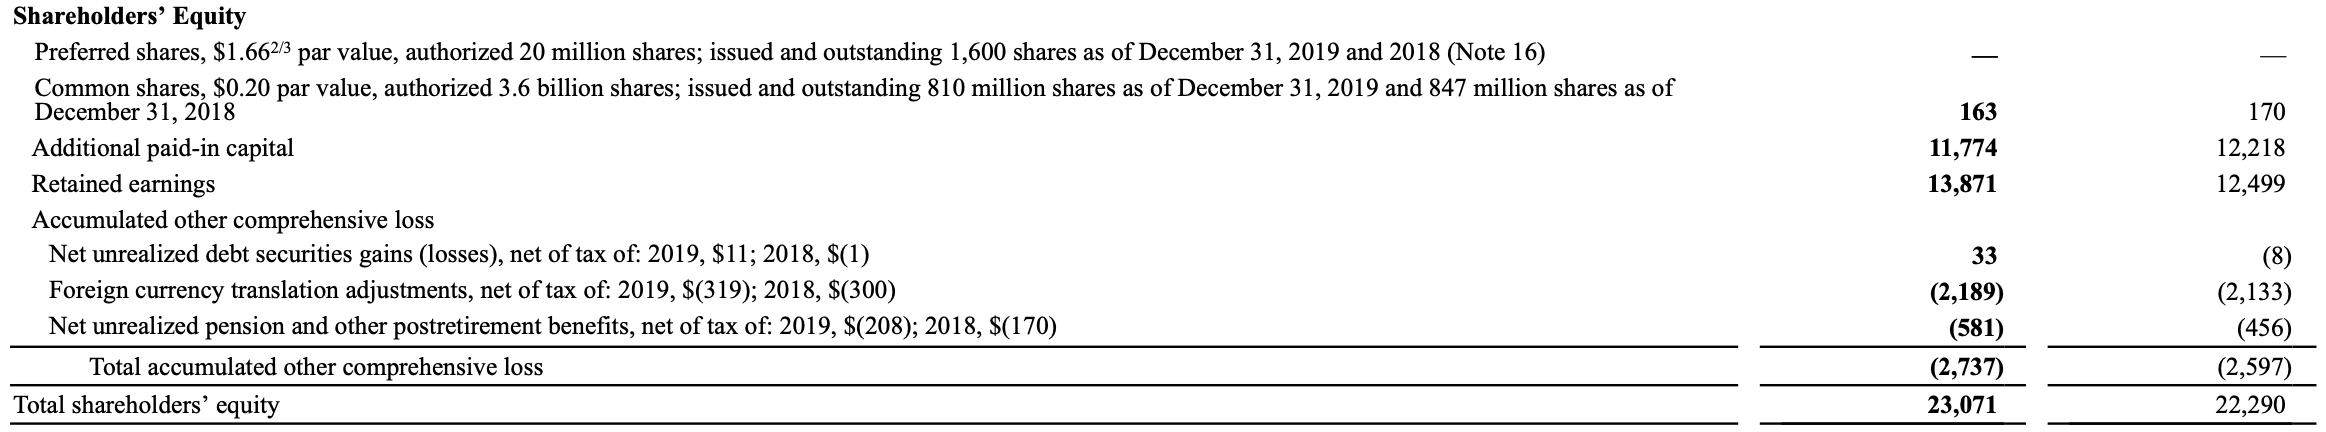 Shareholders’ Equity
Preferred shares, $1.66 2/3 par value, authorized 20 million shares; issued and outstanding 1,600 shares as of December 31, 2019 and 2018 (Note 16) — —
Common shares, $0.20 par value, authorized 3.6 billion shares; issued and outstanding 810 million shares as of December 31, 2019 and 847 million shares as of
December 31, 2018 163 170
Additional paid-in capital 11,774 12,218
Retained earnings 13,871 12,499
Accumulated other comprehensive loss
Net unrealized debt securities gains (losses), net of tax of: 2019, $11; 2018, $(1) 33 (8)
Foreign currency translation adjustments, net of tax of: 2019, $(319); 2018, $(300) (2,189) (2,133)
Net unrealized pension and other postretirement benefits, net of tax of: 2019, $(208); 2018, $(170) (581) (456)
Total accumulated other comprehensive loss (2,737) (2,597)
Total shareholders’ equity 23,071 22,290